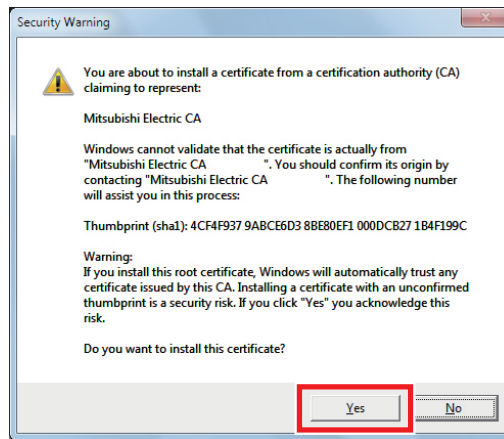 Security Warning
You are about to install a certificate from a certification authority (CA)
claiming to represent:
Mitsubishi Electric CA
Windows cannot validate that the certificate is actually from
"Mitsubishi Electric CA ". You should confirm its origin by
contacting "Mitsubishi Electric CA ". The following number
will assist you in this process:
Thumbprint (sha1): 4CF4F937 9ABCE6D3 8BE80EF1 000DCB27 1B4F199C
Warning:
If you install this root certificate, Windows will automatically trust any
certificate issued by this CA. Installing a certificate with an unconfirmed
thumbprint is a security risk. If you click "Yes" you acknowledge this
risk.
Do you want to install this certificate?
Yes No